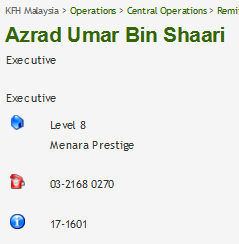 KFH Malaysia > Operations > Central Operations >
Azrad Umar Bin Shaari
Executive
Executive
Level 8
Menara Prestige
03-2168 0270
17-1601